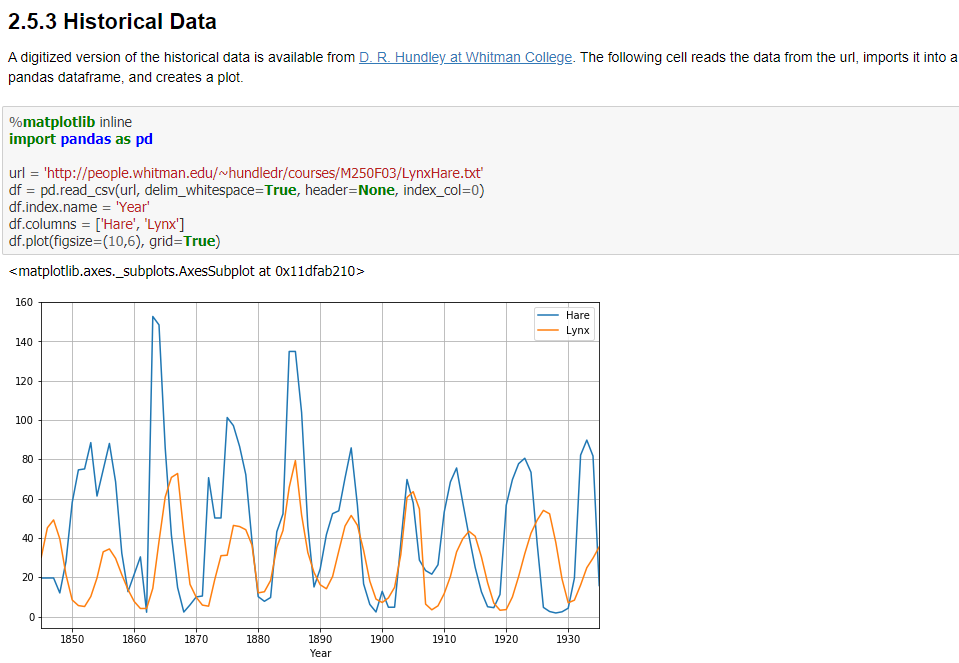 2.5.3 Historical Data
A digitized version of the historical data is available from D. R. Hundley at Whitman College. The following cell reads the data from the url, imports it into a
pandas dataframe, and creates a plot.
%matplotlib inline
import pandas as pd
url = 'http://people.whitman.edu/~hundledr/courses/M250F03/LynxHare.txt'
df = pd.read_csv(url, delim_whitespace=True, header=None, index_col=0)
df.index.name = 'Year'
df.columns = ['Hare', 'Lynx']
df.plot(figsize=(10,6), grid=True)
<matplotlib.axes._subplots.AxesSubplot at 0x11dfab210>
160
140
120
100
80
60
40
20
0
Hare
Lynx
1850 1860 1870 1880 1890 1900 1910 1920 1930
Year